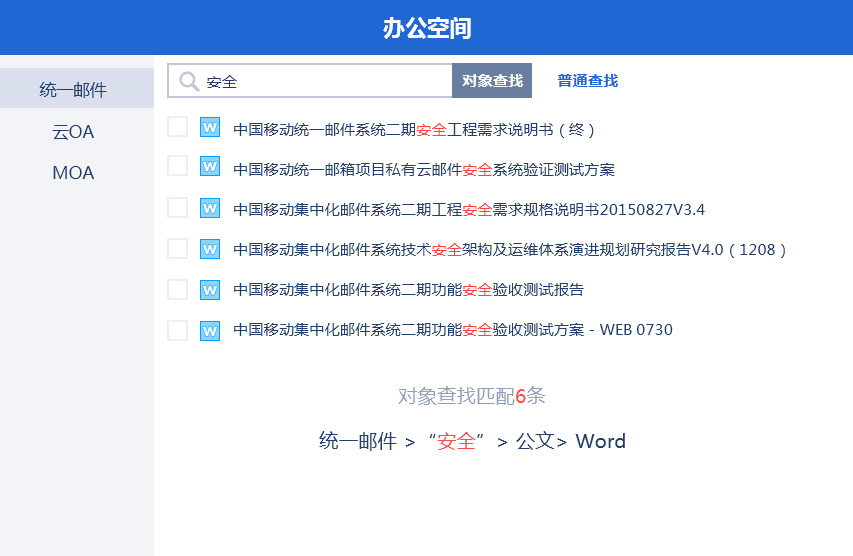 办公空间
统一邮件
云OA
MOA
安全 对象查找 普通查找
W 中国移动统一邮件系统二期安全工程需求说明书（终）
W 中国移动统一邮箱项目私有云邮件安全系统验证测试方案
W 中国移动集中化邮件系统二期工程安全需求规格说明书20150827V3.4
W 中国移动集中化邮件系统技术安全架构及运维体系演进规划研究报告V4.0（1208）
W 中国移动集中化邮件系统二期功能安全验收测试报告
W 中国移动集中化邮件系统二期功能安全验收测试方案 - WEB 0730
对象查找匹配6条
统一邮件 > “安全” > 公文> Word